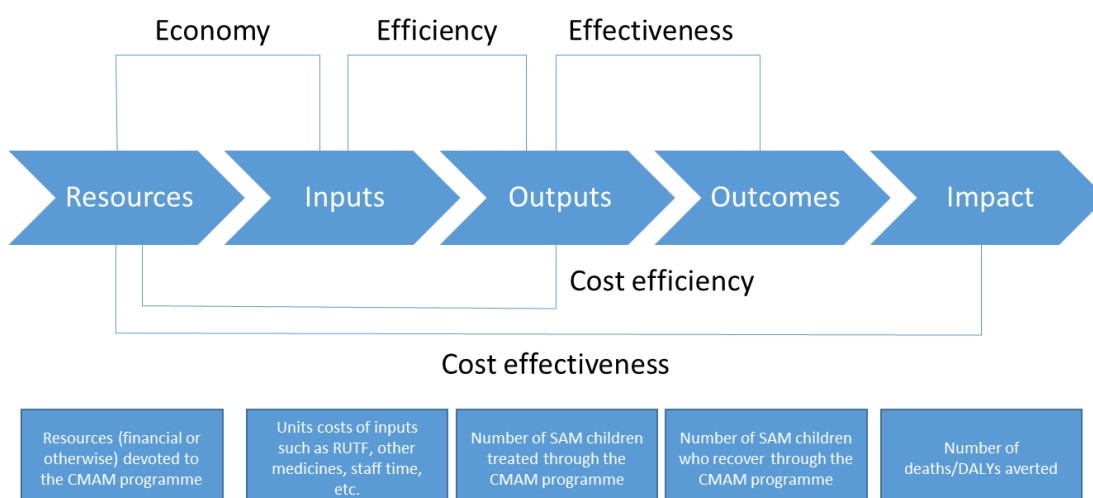 Economy
Efficiency
Effectiveness
Resources
Inputs
Outputs
Outcomes
Impact
Cost efficiency
Cost effectiveness
Resources (financial or
otherwise) devoted to
the CMAM programme
Units costs of inputs
such as RUTF, other
medicines, staff time,
etc.
Number of SAM children
treated through the
CMAM programme
Number of SAM children
who recover through the
CMAM programme
Number of
deaths/DALYs averted